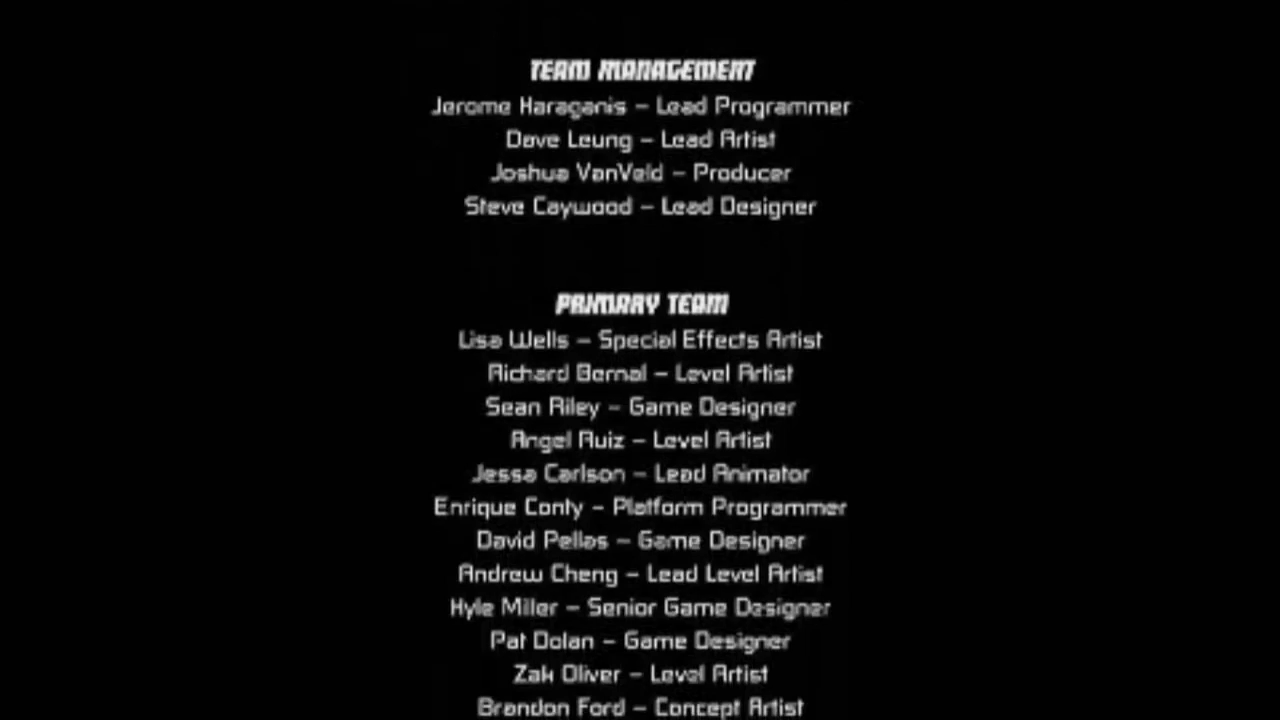 TEAM MANAGEMENT
Jerome Haraganis – Lead Programmer
Dave Leung – Lead Artist
Joshua VanVeld – Producer
Steve Caywood – Lead Designer
PRIMARY TEAM
Lisa Wells – Special Effects Artist
Richard Bernal – Level Artist
Sean Riley – Game Designer
Angel Ruiz – Level Artist
Jessa Carlson – Lead Animator
Enrique Conty – Platform Programmer
David Pellas – Game Designer
Andrew Cheng – Lead Level Artist
Kyle Miller – Senior Game Designer
Pat Dolan – Game Designer
Zak Oliver – Level Artist
Brandon Ford – Concept Artist